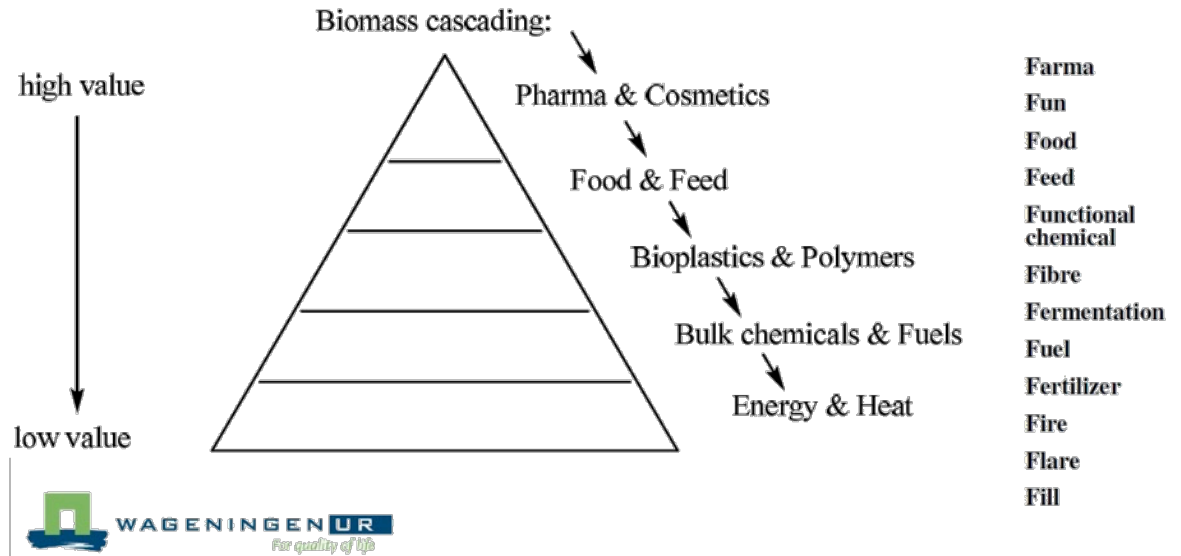 Biomass cascading:
high value
Pharma & Cosmetics
Food & Feed
Bioplastics & Polymers
Bulk chemicals & Fuels
Energy & Heat
low value
Farma
Fun
Food
Feed
Functional
chemical
Fibre
Fermentation
Fuel
Fertilizer
Fire
Flare
Fill
WAGENINGEN UR
For quality of life